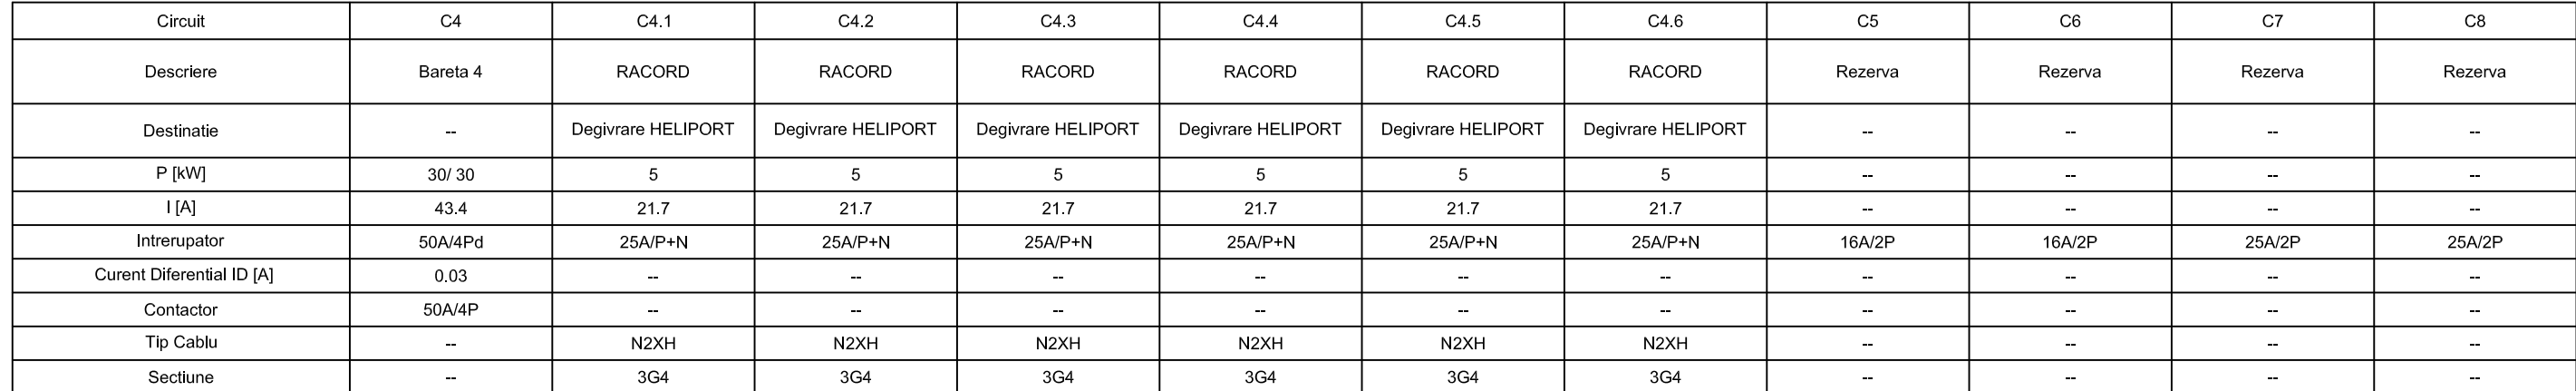 Circuit C4 C4.1 C4.2 C4.3 C4.4 C4.5 C4.6 C5 C6 C7 C8
Descriere Bareta 4 RACORD RACORD RACORD RACORD RACORD RACORD Rezerva Rezerva Rezerva Rezerva
Destinatie -- Degivrare HELIPORT Degivrare HELIPORT Degivrare HELIPORT Degivrare HELIPORT Degivrare HELIPORT Degivrare HELIPORT -- -- -- --
P [kW] 30/ 30 5 5 5 5 5 5 -- -- -- --
I [A] 43.4 21.7 21.7 21.7 21.7 21.7 21.7 -- -- -- --
Intrerupator 50A/4Pd 25A/P+N 25A/P+N 25A/P+N 25A/P+N 25A/P+N 25A/P+N 16A/2P 16A/2P 25A/2P 25A/2P
Curent Diferential ID [A] 0.03 -- -- -- -- -- -- -- -- -- --
Contactor 50A/4P -- -- -- -- -- -- -- -- -- --
Tip Cablu -- N2XH N2XH N2XH N2XH N2XH N2XH -- -- -- --
Sectiune -- 3G4 3G4 3G4 3G4 3G4 3G4 -- -- -- --